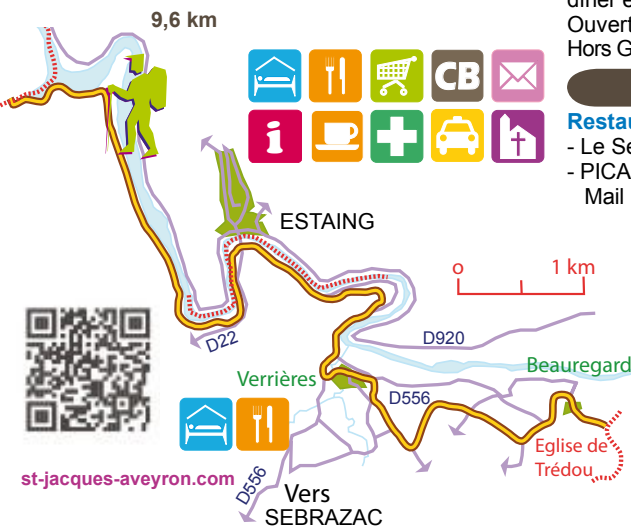 9,6 km
Ouvert
Hors G
CB
i
Restau
- Le Se
- PICA
Mail
ESTAING
o 1 km
D22
D920
Verrières
Beauregard
D556
Eglise de
Trédou
st-jacques-aveyron.com
D556
Vers
SEBRAZAC